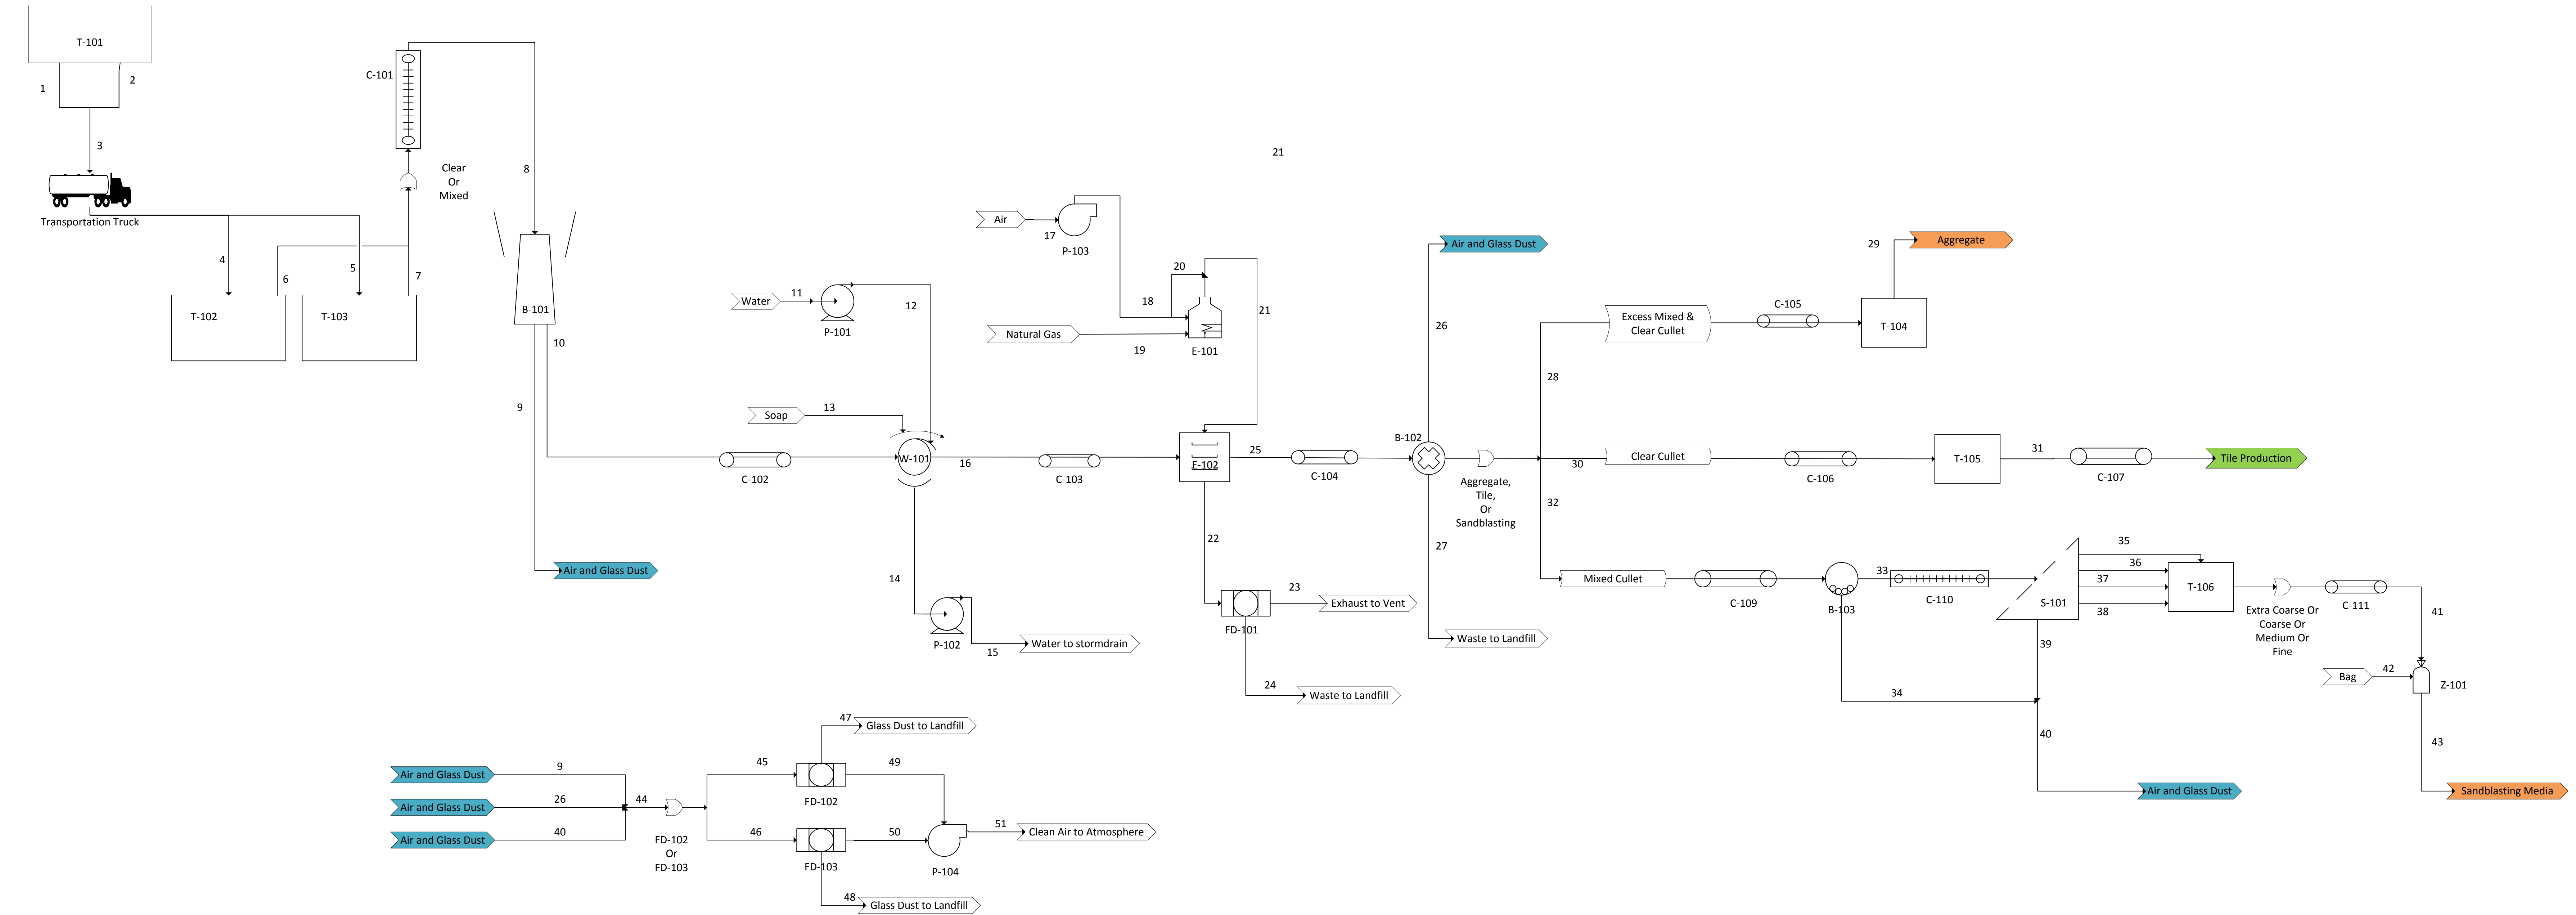 T-101
1
2
3
Transportation Truck
4
5
6
7
T-102
T-103
C-101
Clear
Or
Mixed
8
B-101
9
10
Air and Glass Dust
C-102
Water
11
P-101
12
Soap
13
W-101
14
P-102
15
Water to stormdrain
16
C-103
Air
17
P-103
18
Natural Gas
19
20
E-101
21
21
E-102
22
FD-101
23
Exhaust to Vent
24
Waste to Landfill
25
C-104
B-102
26
Air and Glass Dust
27
Waste to Landfill
Aggregate,
Tile,
Or
Sandblasting
28
Excess Mixed &
Clear Cullet
C-105
T-104
29
Aggregate
30
Clear Cullet
C-106
T-105
31
C-107
Tile Production
32
Mixed Cullet
C-109
B-103
33
C-110
34
S-101
35
36
37
38
39
40
Air and Glass Dust
T-106
Extra Coarse Or
Coarse Or
Medium Or
Fine
C-111
41
Bag
42
Z-101
43
Sandblasting Media
Air and Glass Dust
9
Air and Glass Dust
26
Air and Glass Dust
40
44
FD-102
Or
FD-103
45
46
47
Glass Dust to Landfill
FD-102
49
FD-103
50
48
Glass Dust to Landfill
P-104
51
Clean Air to Atmosphere